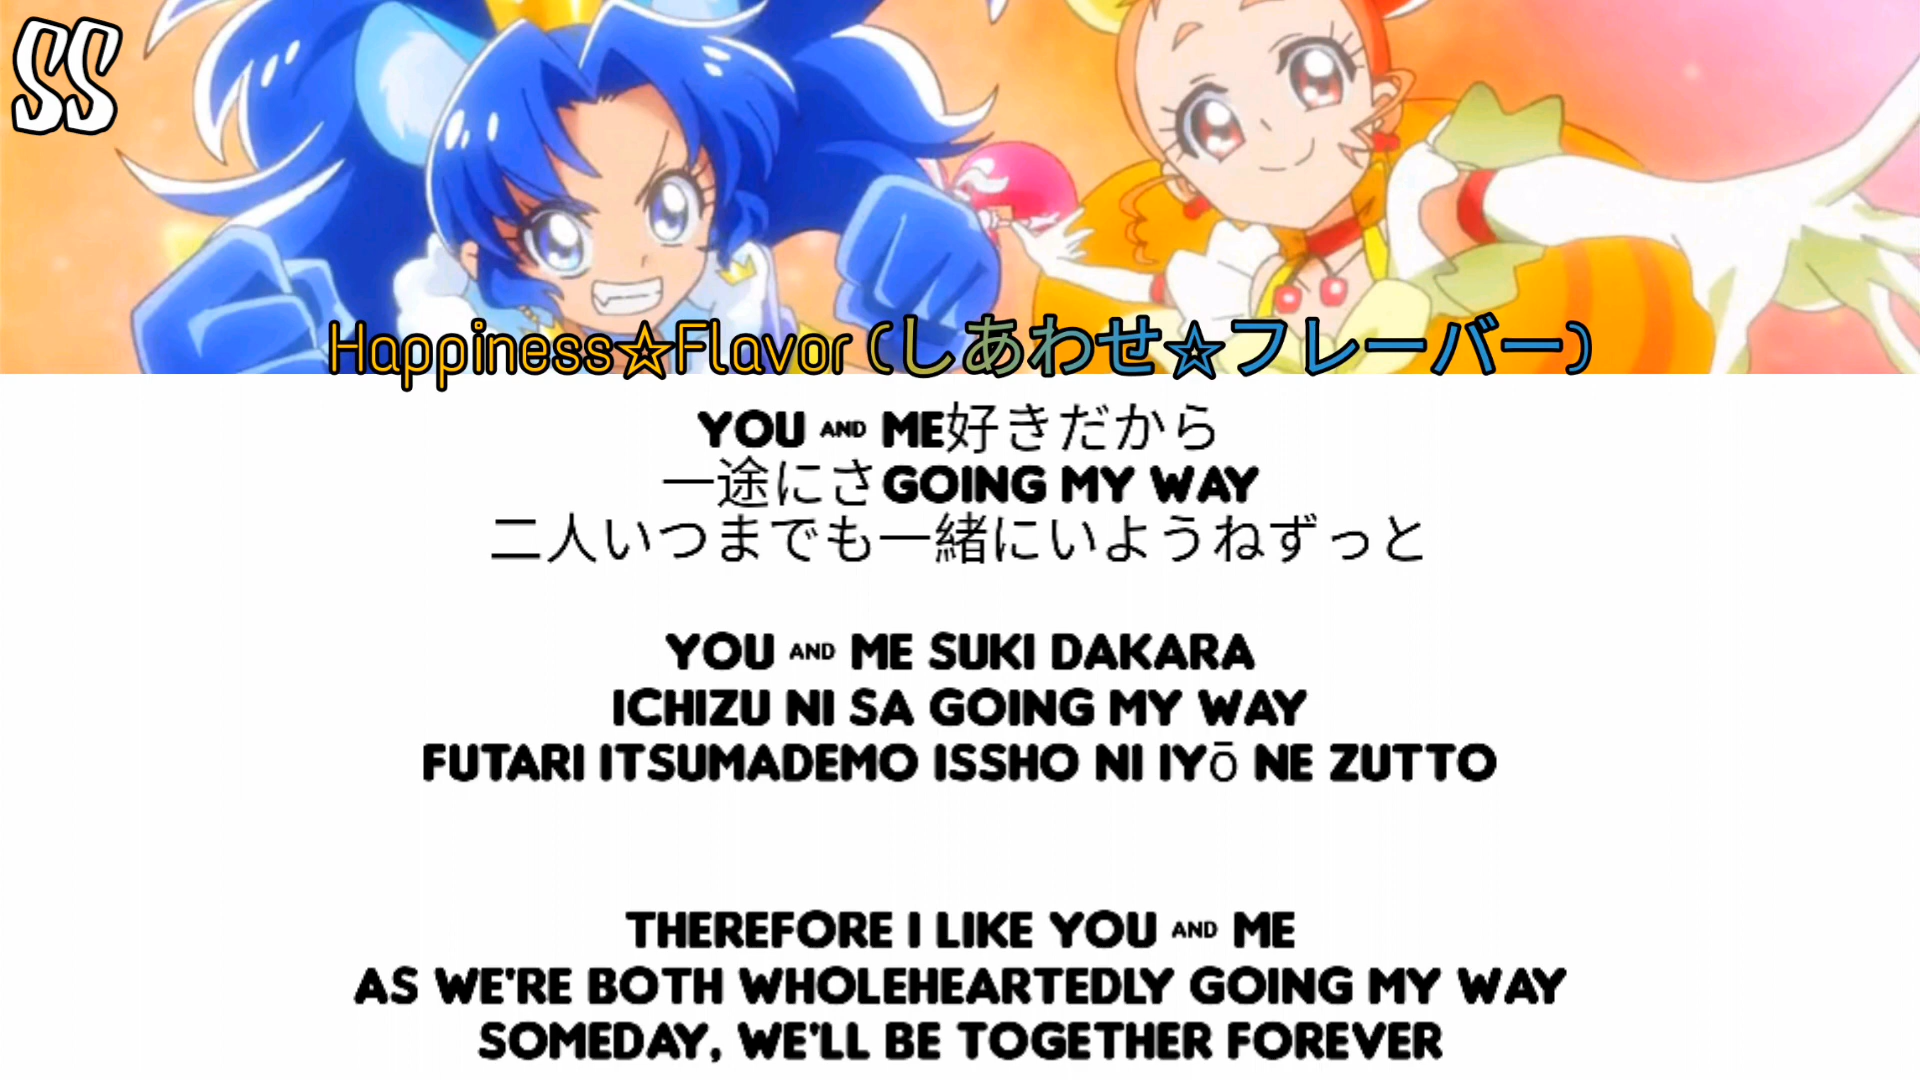 SS
Happiness☆Flavor (しあわせ☆フレーバー)
YOU AND ME好きだから
一途にさGOING MY WAY
二人いつまでも一緒にいようねずっと
YOU AND ME SUKI DAKARA
ICHIZU NI SA GOING MY WAY
FUTARI ITSUMADEMO ISSHO NI IYŌ NE ZUTTO
THEREFORE I LIKE YOU AND ME
AS WE'RE BOTH WHOLEHEARTEDLY GOING MY WAY
SOMEDAY, WE'LL BE TOGETHER FOREVER